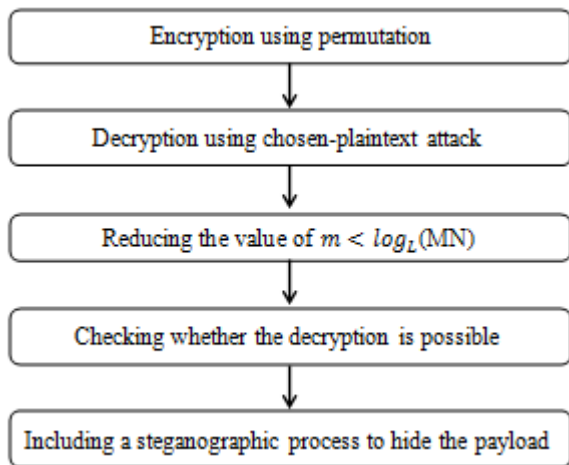 Encryption using permutation
Decryption using chosen-plaintext attack
Reducing the value of m < log_L(MN)
Checking whether the decryption is possible
Including a steganographic process to hide the payload